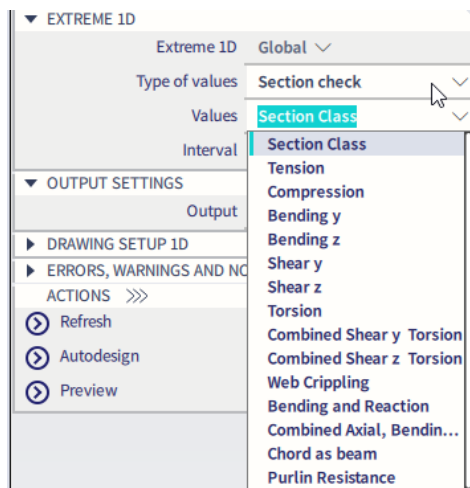 EXTREME 1D
Extreme 1D Global
Type of values Section check
Values Section Class
Interval Section Class
Tension
Compression
Bending y
Bending z
Shear y
Shear z
Torsion
Combined Shear y Torsion
Combined Shear z Torsion
Web Crippling
Bending and Reaction
Combined Axial, Bendin...
Chord as beam
Purlin Resistance
OUTPUT SETTINGS
Output
DRAWING SETUP 1D
ERRORS, WARNINGS AND
ACTIONS >>>
Refresh
Autodesign
Preview